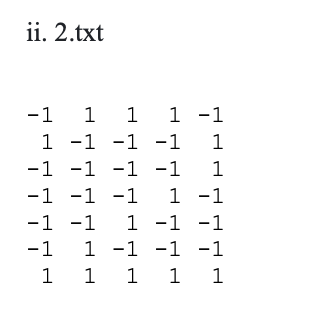 ii. 2.txt
-1 1 1 1 -1
1 -1 -1 -1 1
-1 -1 -1 -1 1
-1 -1 -1 1 -1
-1 -1 1 -1 -1
-1 1 -1 -1 -1
1 1 1 1 1